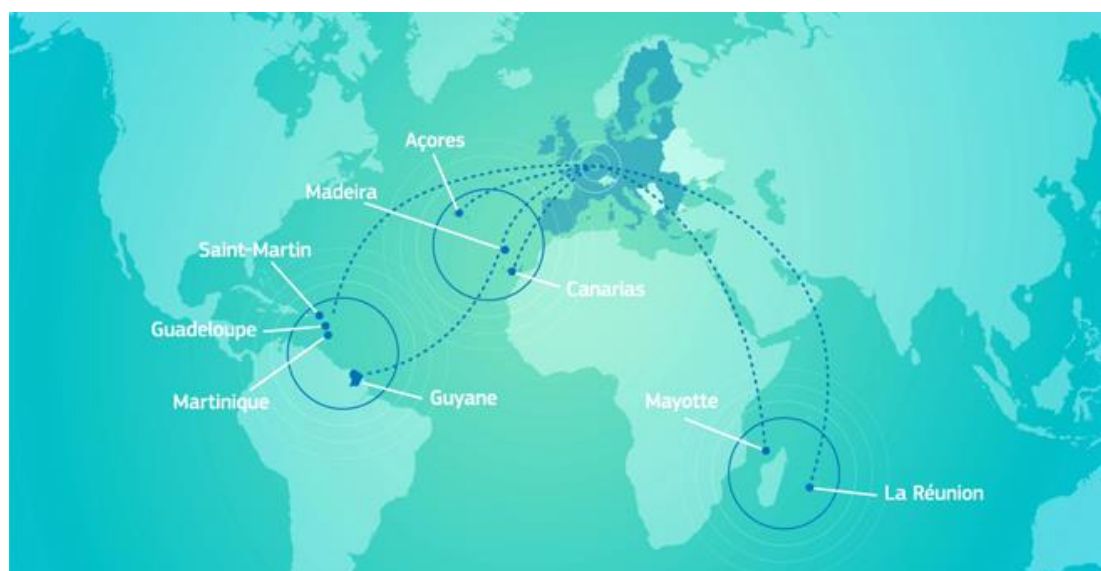 Açores
Madeira
Saint-Martin
Canarias
Guadeloupe
Martinique
Guyane
Mayotte
La Réunion